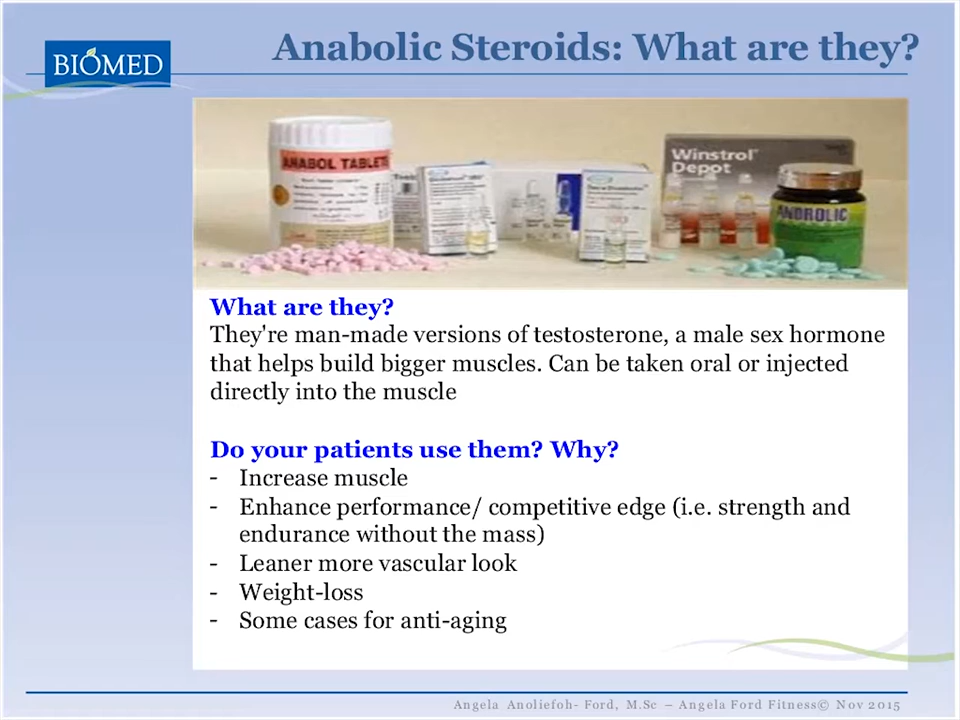 BIOMED
Anabolic Steroids: What are they?
ANABOL TABLETS
Winstrol
Depot
ANDROLIC
What are they?
They're man-made versions of testosterone, a male sex hormone
that helps build bigger muscles. Can be taken oral or injected
directly into the muscle
Do your patients use them? Why?
- Increase muscle
- Enhance performance/ competitive edge (i.e. strength and
endurance without the mass)
- Leaner more vascular look
- Weight-loss
- Some cases for anti-aging
Angela Anoliefoh- Ford, M.Sc – Angela Ford Fitness© Nov 2015